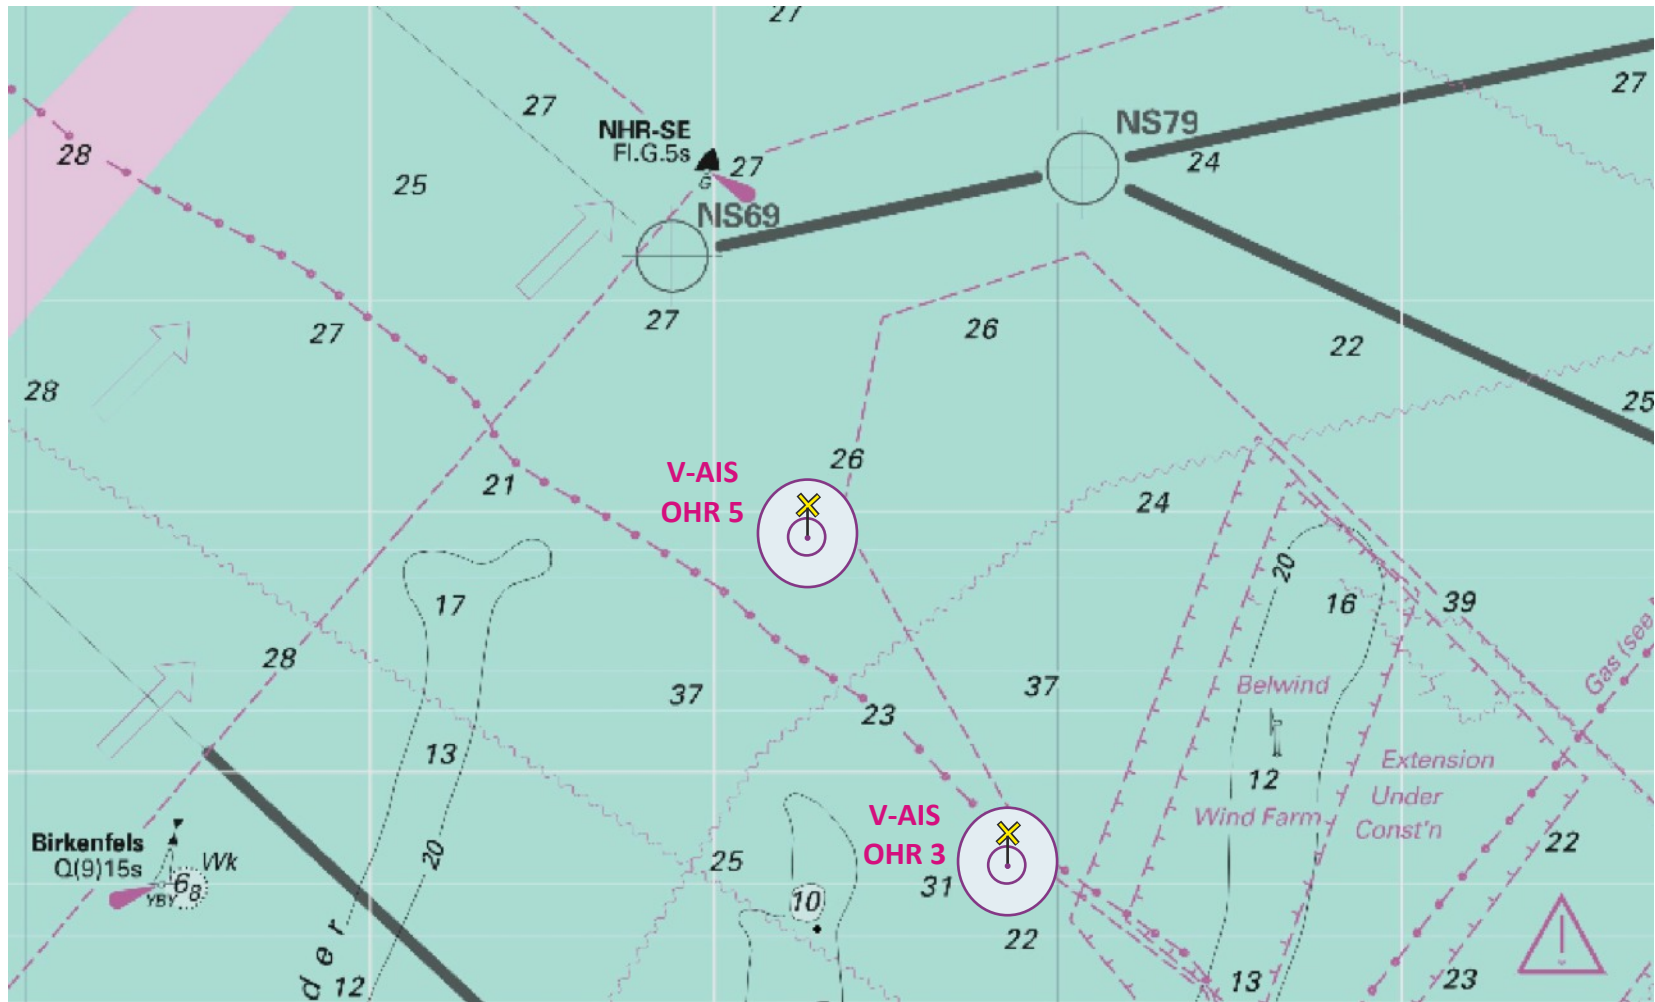 27
27
28
25
NHR-SE
Fl.G.5s
G
27
NS69
NS79
24
27
27
27
28
26
22
25
26
21
24
V-AIS
OHR 5
17
20
16
39
28
37
37
Gas (see
Belwind
23
13
12
Extension
Under
Const'n
Wind Farm
V-AIS
OHR 3
22
Birkenfels
Q(9)15s
Wk
YBY
6
8
20
25
10
31
22
der
12
13
23